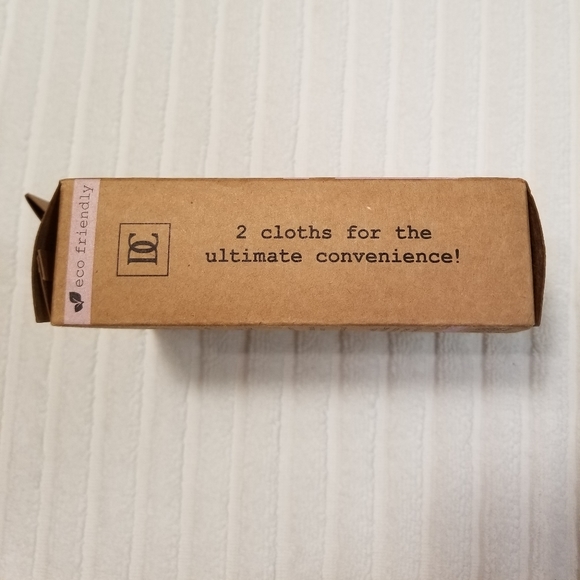 eco friendly
DC
2 cloths for the
ultimate convenience!